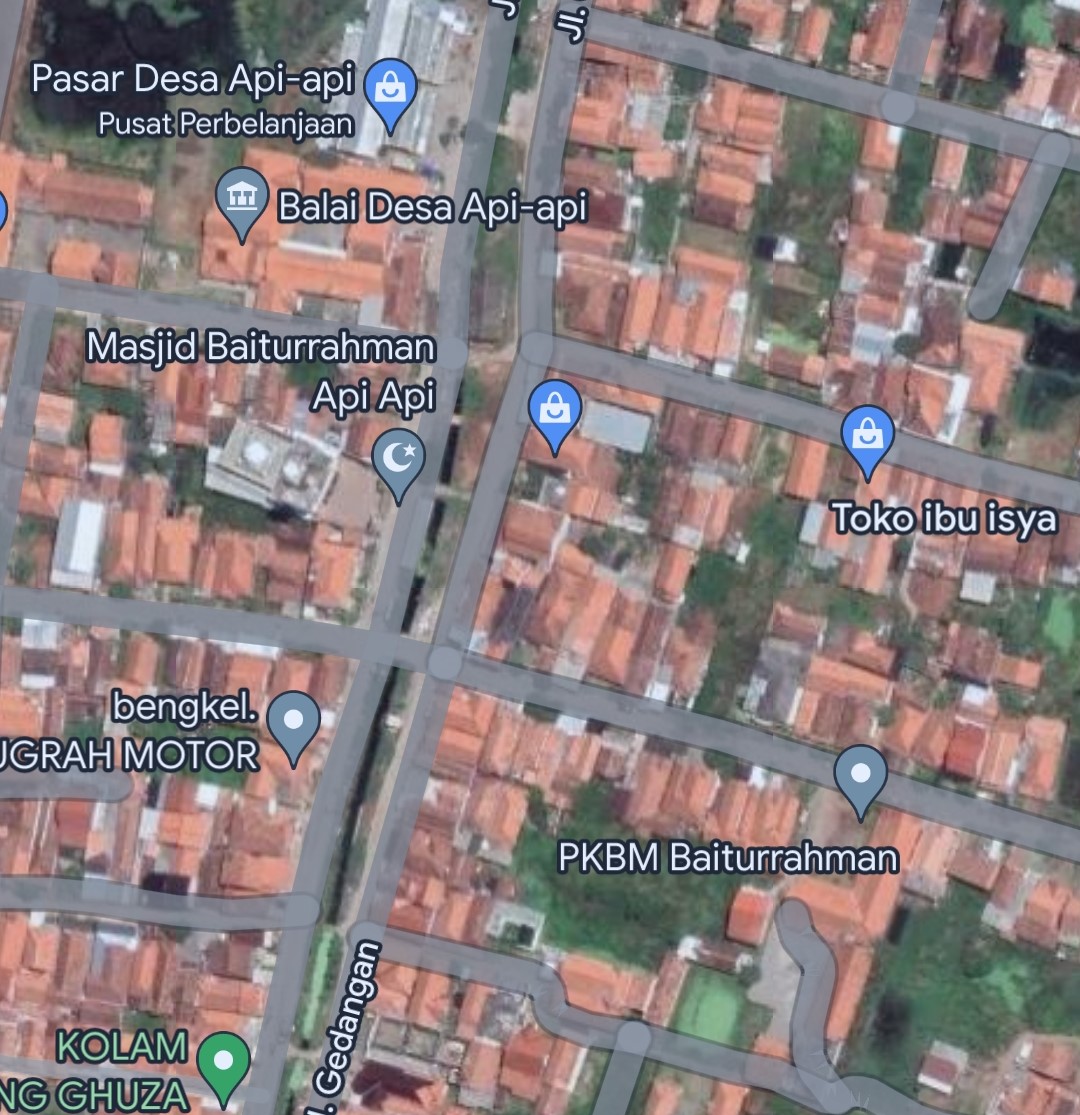 Pasar Desa Api-api
Pusat Perbelanjaan
Balai Desa Api-api
Masjid Baiturrahman
Api Api
Toko ibu isya
bengkel.
UGRAH MOTOR
PKBM Baiturrahman
Gedangan
KOLAM
NG GHUZA
Jl.